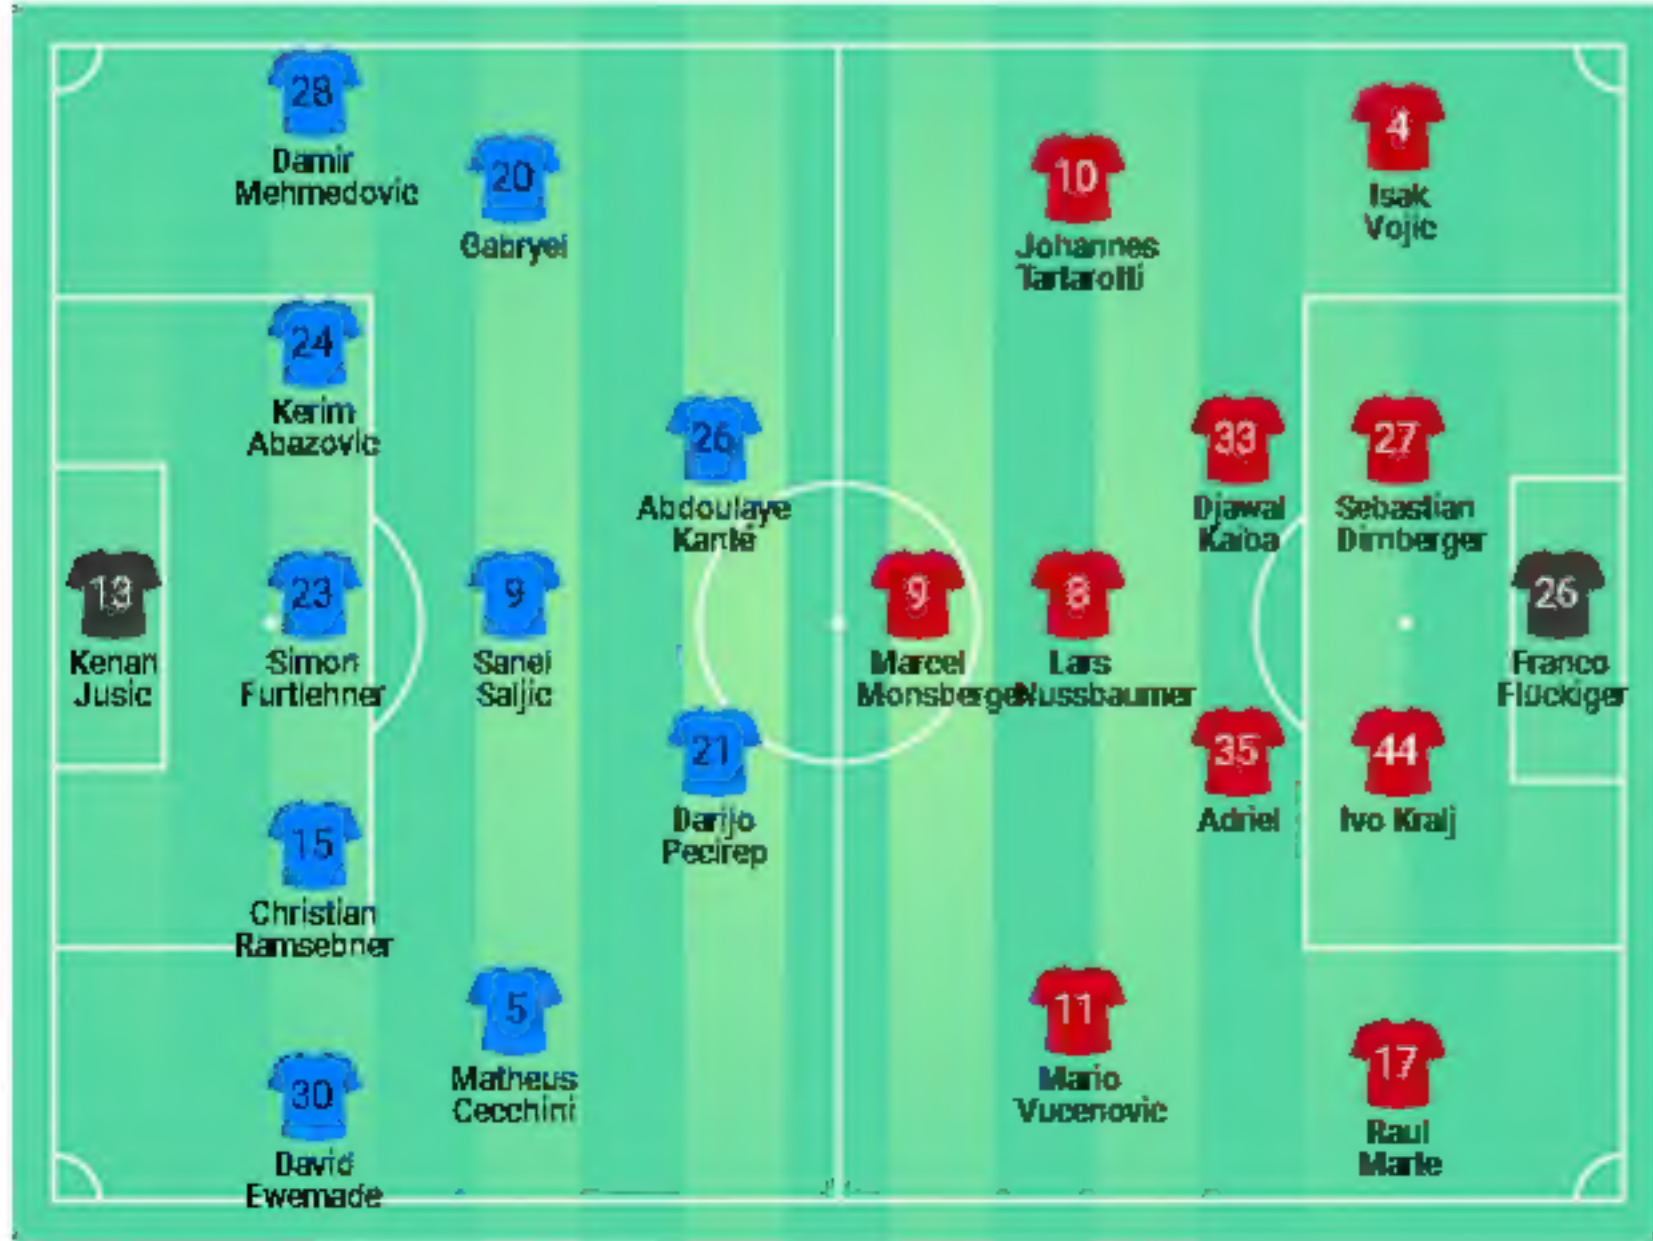 28
Damir
Mehmedovic
20
Gabryel
24
Kerim
Abazovic
26
Abdoulaye
Kanté
13
Kenan
Jusic
23
Simon
Furtlehner
9
Sanel
Saljic
21
Darijo
Pecirep
15
Christian
Ramsebner
5
Matheus
Cecchini
30
David
Ewemade
10
Johannes
Tartarotti
4
Isak
Vojic
33
Djawal
Kaiba
27
Sebastian
Dirnberger
9
Marcel
Monsberger
8
Lars
Nussbaumer
26
Franco
Flückiger
35
Adriel
44
Ivo Kralj
11
Mario
Vucenovic
17
Raul
Marte